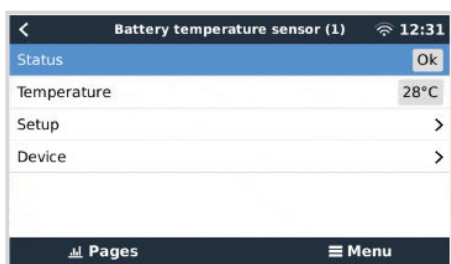 Battery temperature sensor (1) 12:31
Status Ok
Temperature 28°C
Setup
Device
Pages Menu